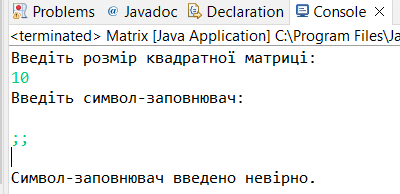 Problems @ Javadoc Declaration Console
<terminated> Matrix [Java Application] C:\Program Files\Ja
Введіть розмір квадратної матриці:
10
Введіть символ-заповнювач:
;;
Символ-заповнювач введено невірно.